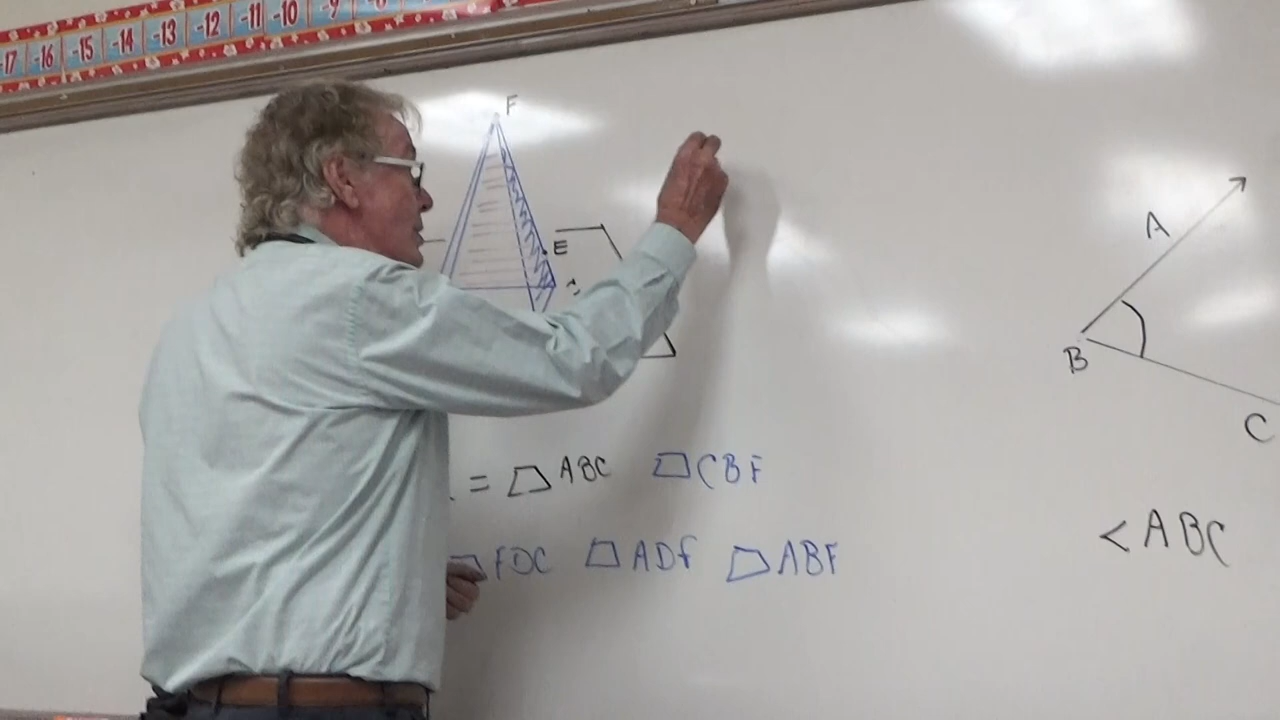 -17 -16 -15 -14 -13 -12 -11 -10 -9
F
E
A
B
C
= ABC CBF
FDC ADF ABF
<ABC